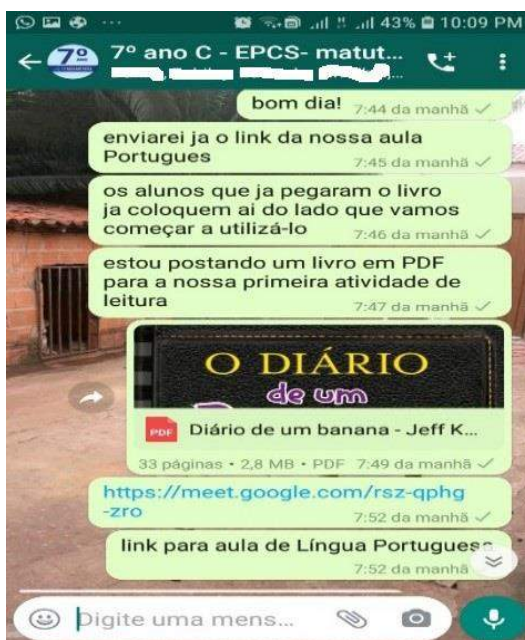 ... 43% 10:09 PM
7º 7º ano C - EPCS- matut...
bom dia! 7:44 da manhã
enviarei ja o link da nossa aula
Portugues 7:45 da manhã
os alunos que ja pegaram o livro
ja coloquem ai do lado que vamos
começar a utilizá-lo 7:46 da manhã
estou postando um livro em PDF
para a nossa primeira atividade de
leitura 7:47 da manhã
O DIÁRIO
de um
PDF Diário de um banana - Jeff K...
33 páginas • 2,8 MB • PDF 7:49 da manhã
https://meet.google.com/rsz-qphg
-zro 7:52 da manhã
link para aula de Língua Portuguesa
7:52 da manhã
Digite uma mens...